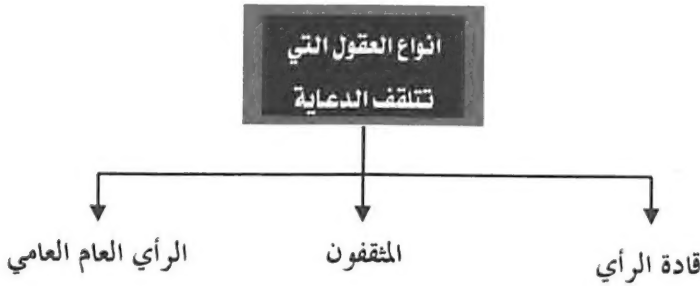 انواع العقول التي
تتلقف الدعاية
قادة الرأي
المثقفون
الرأي العام العامي